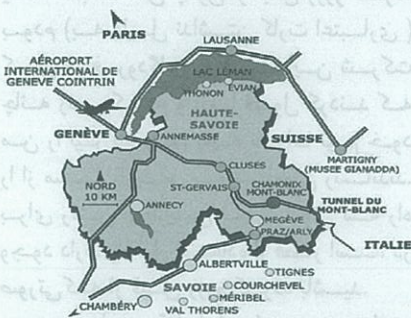 PARIS
LAUSANNE
AÉROPORT
INTERNATIONAL
DE
GENEVE COINTRIN
LAC LÉMAN
THONON
ÉVIAN
HAUTE-
SAVOIE
GENÈVE
ANNEMASSE
SUISSE
MARTIGNY
(MUSEE GIANADDA)
CLUSES
ST-GERVAIS
CHAMONIX
MONT-BLANC
NORD
10 KM
ANNECY
TUNNEL DU
MONT-BLANC
MEGÈVE
PRAZ/ARLY
ITALIE
ALBERTVILLE
TIGNES
SAVOIE
COURCHEVEL
MÉRIBEL
CHAMBÉRY
VAL THORENS